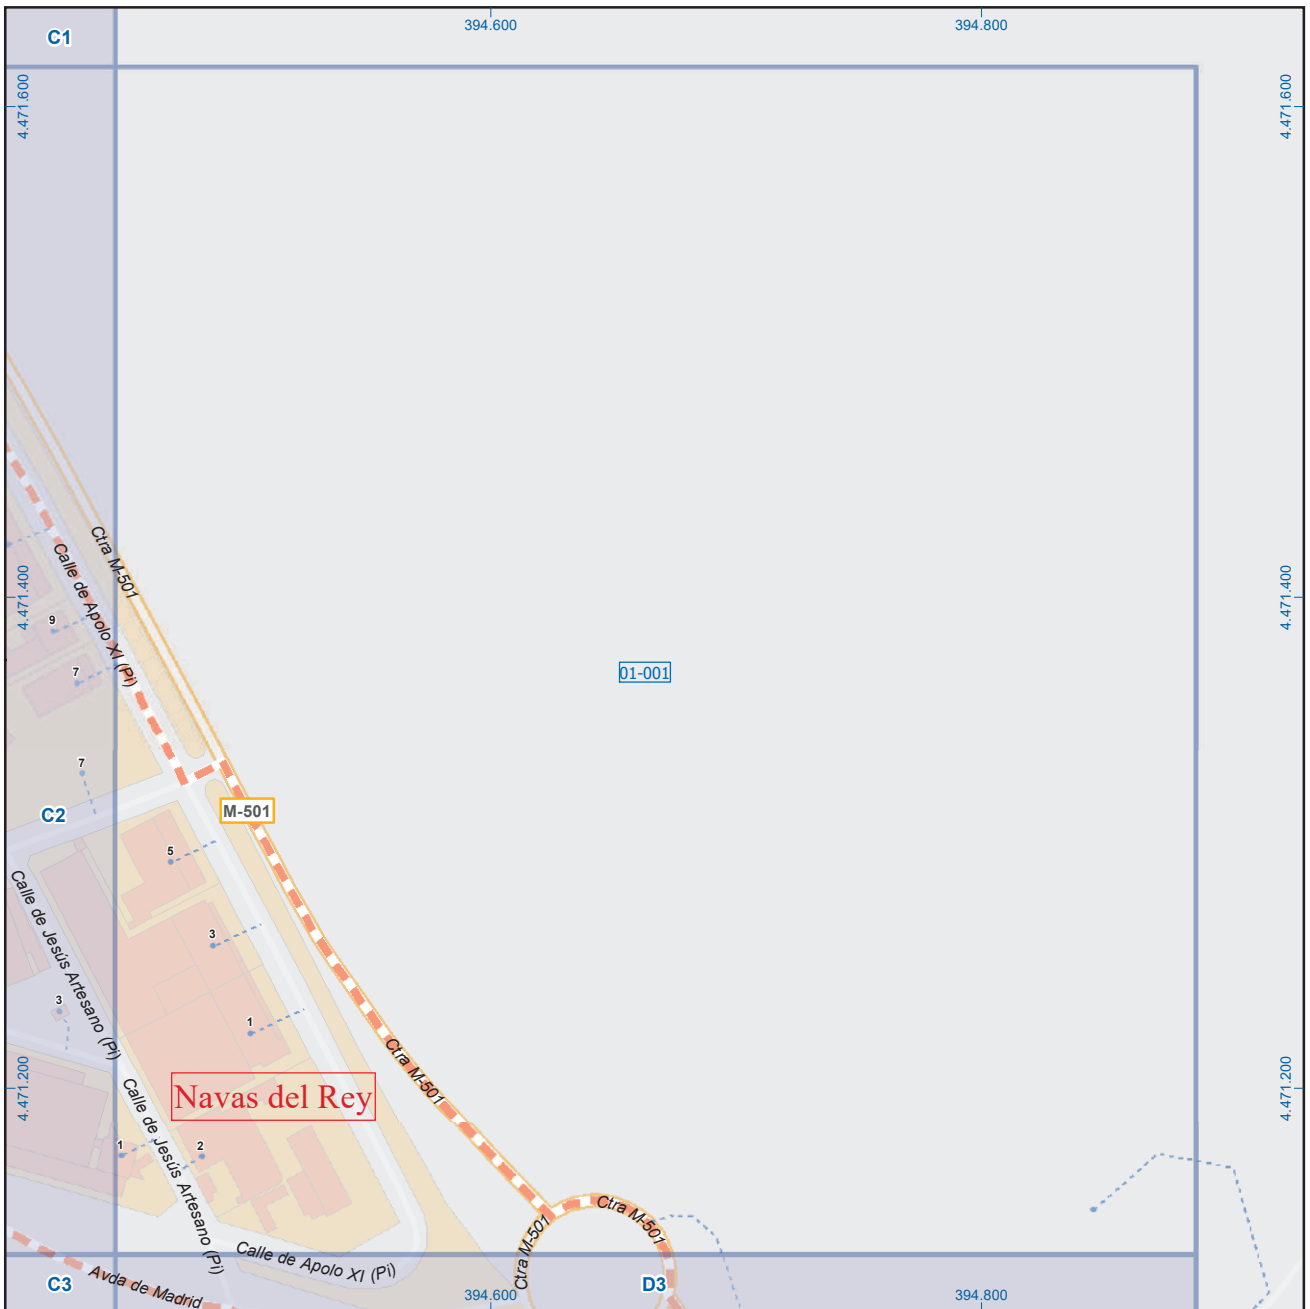 394.600
394.800
C1
4.471.600
4.471.600
Ctra M-501
Calle de Apolo XI (Pi)
4.471.400
4.471.400
9
7
01-001
7
M-501
C2
5
Calle de Jesús Artesano (Pi)
3
3
1
Ctra M-501
4.471.200
4.471.200
Navas del Rey
Calle de Jesús Artesano (Pi)
1
2
Ctra M-501
Ctra M-501
Calle de Apolo XI (Pi)
C3
Avda de Madrid
D3
394.600
394.800